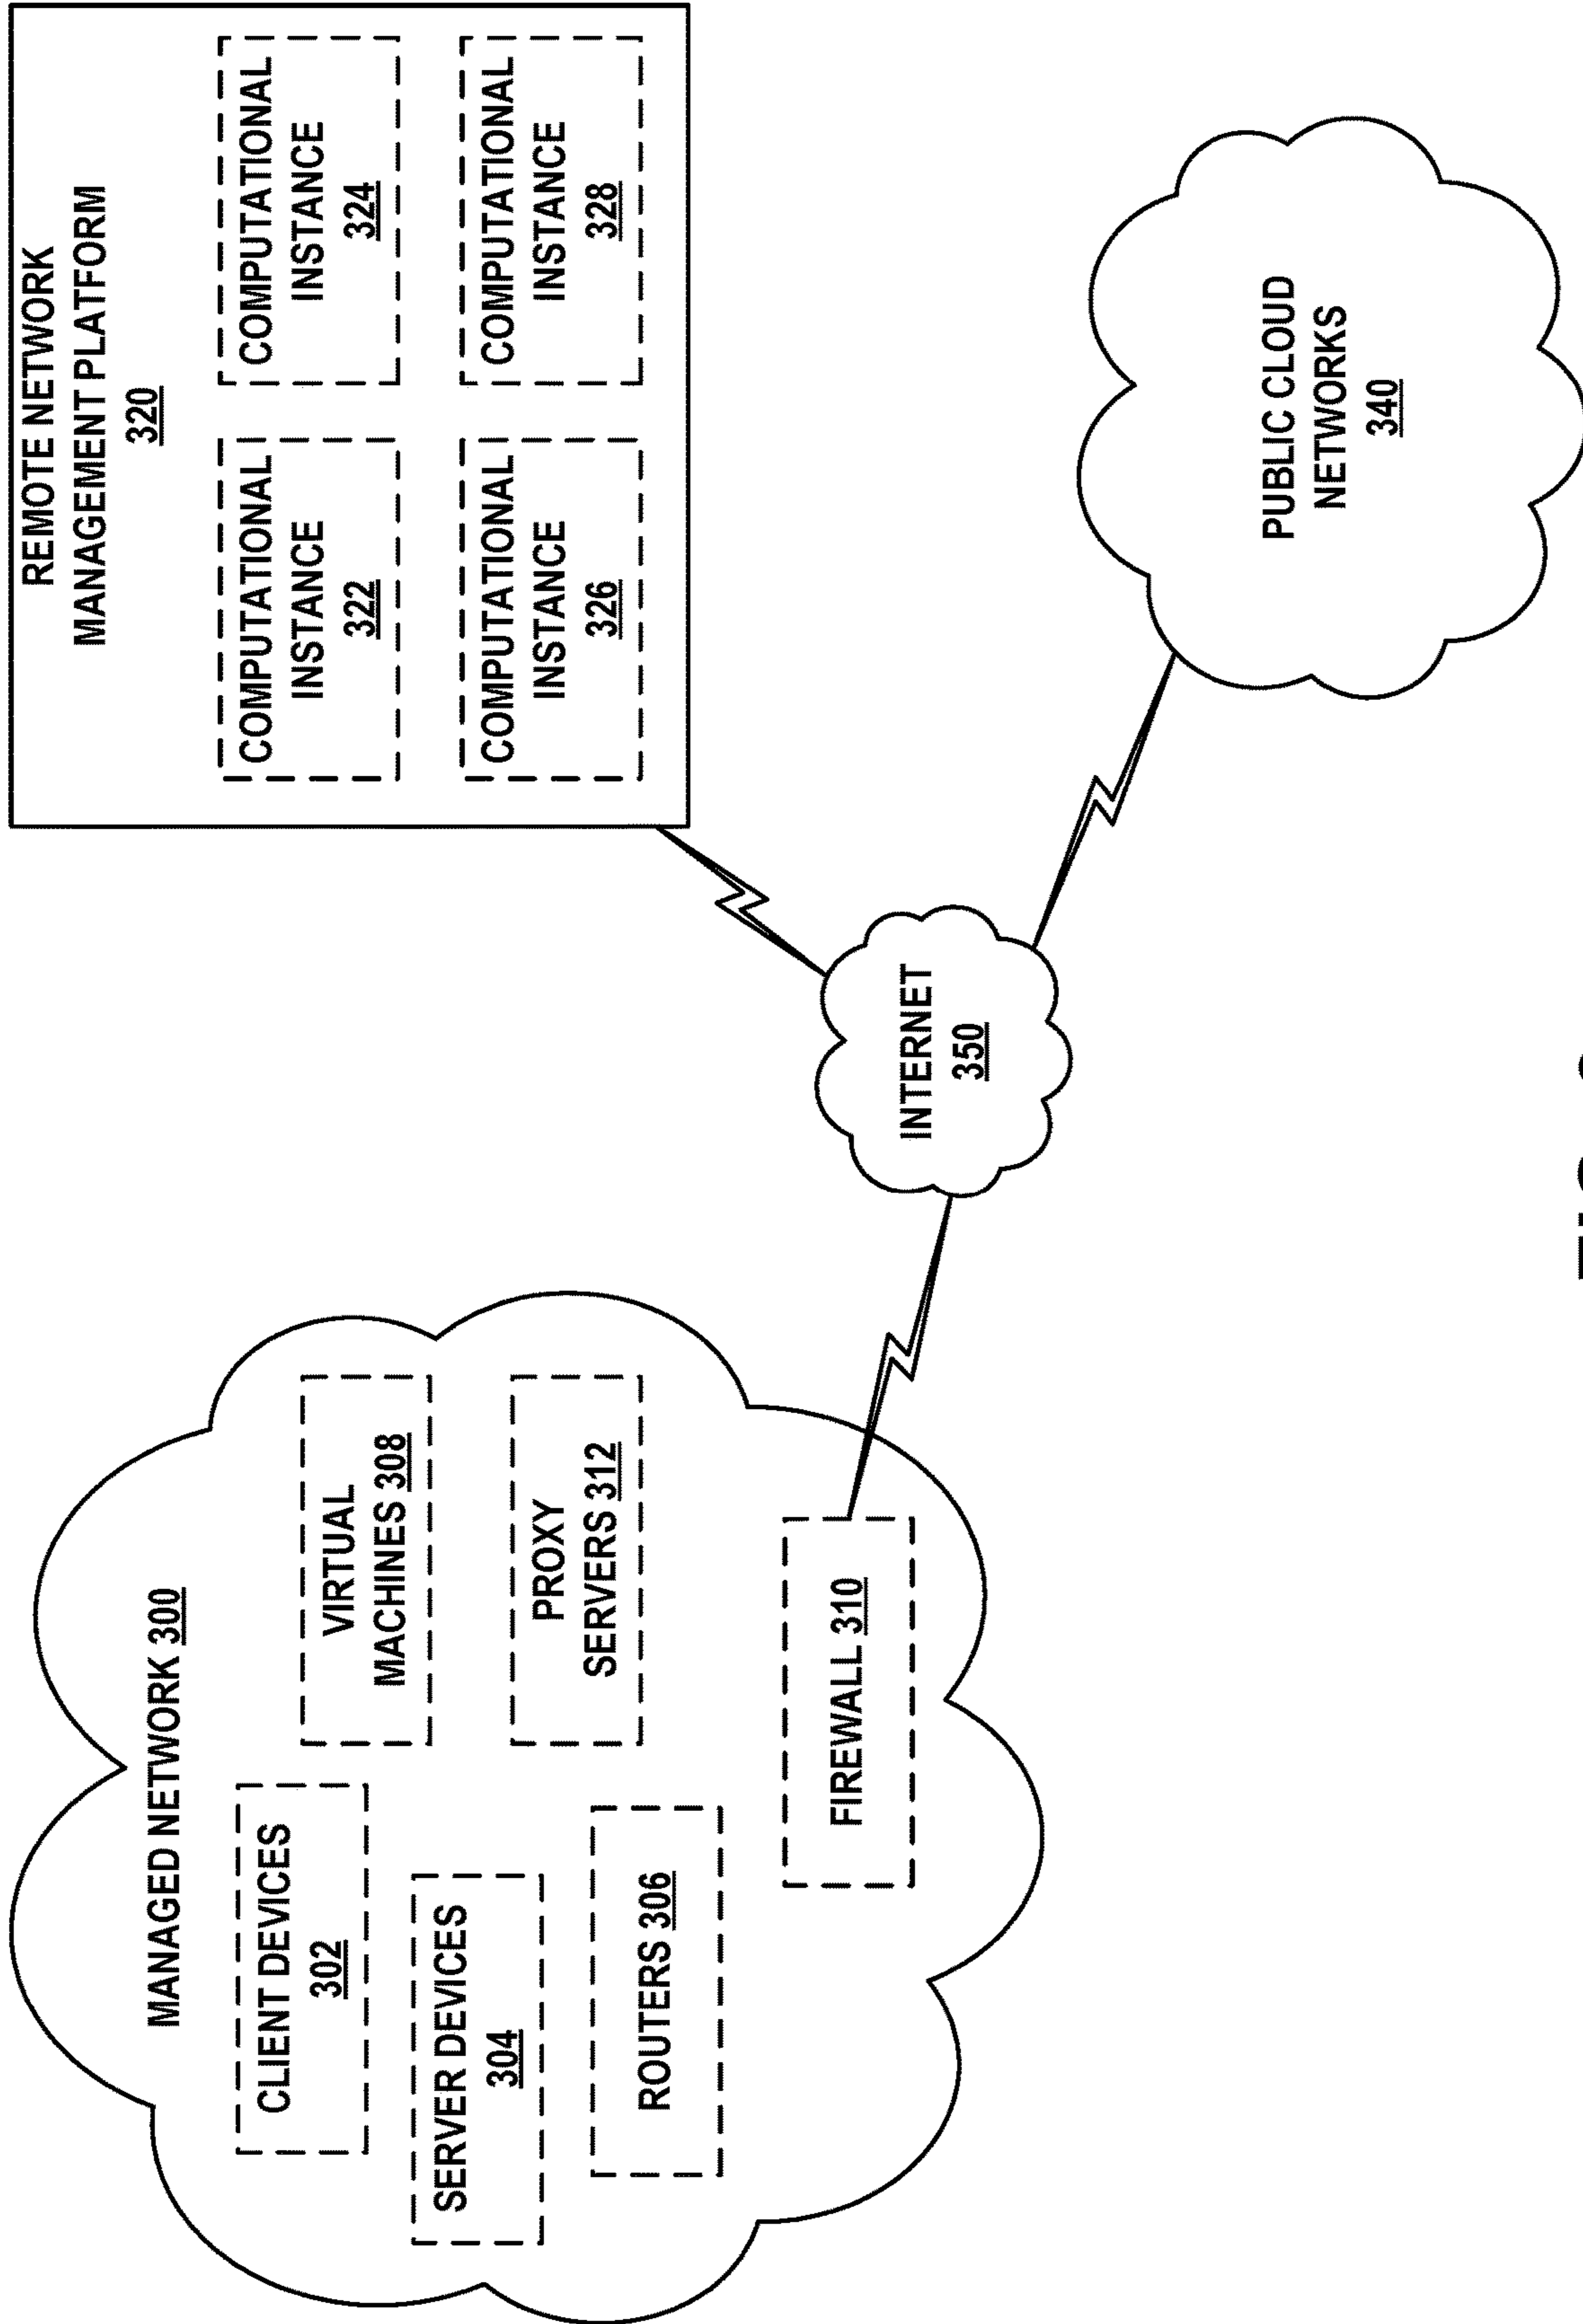 MANAGED NETWORK 300
CLIENT DEVICES
302
VIRTUAL
MACHINES 308
SERVER DEVICES
304
PROXY
SERVERS 312
ROUTERS 306
FIREWALL 310
INTERNET
350
REMOTE NETWORK
MANAGEMENT PLATFORM
320
COMPUTATIONAL
INSTANCE
322
COMPUTATIONAL
INSTANCE
324
COMPUTATIONAL
INSTANCE
326
COMPUTATIONAL
INSTANCE
328
PUBLIC CLOUD
NETWORKS
340